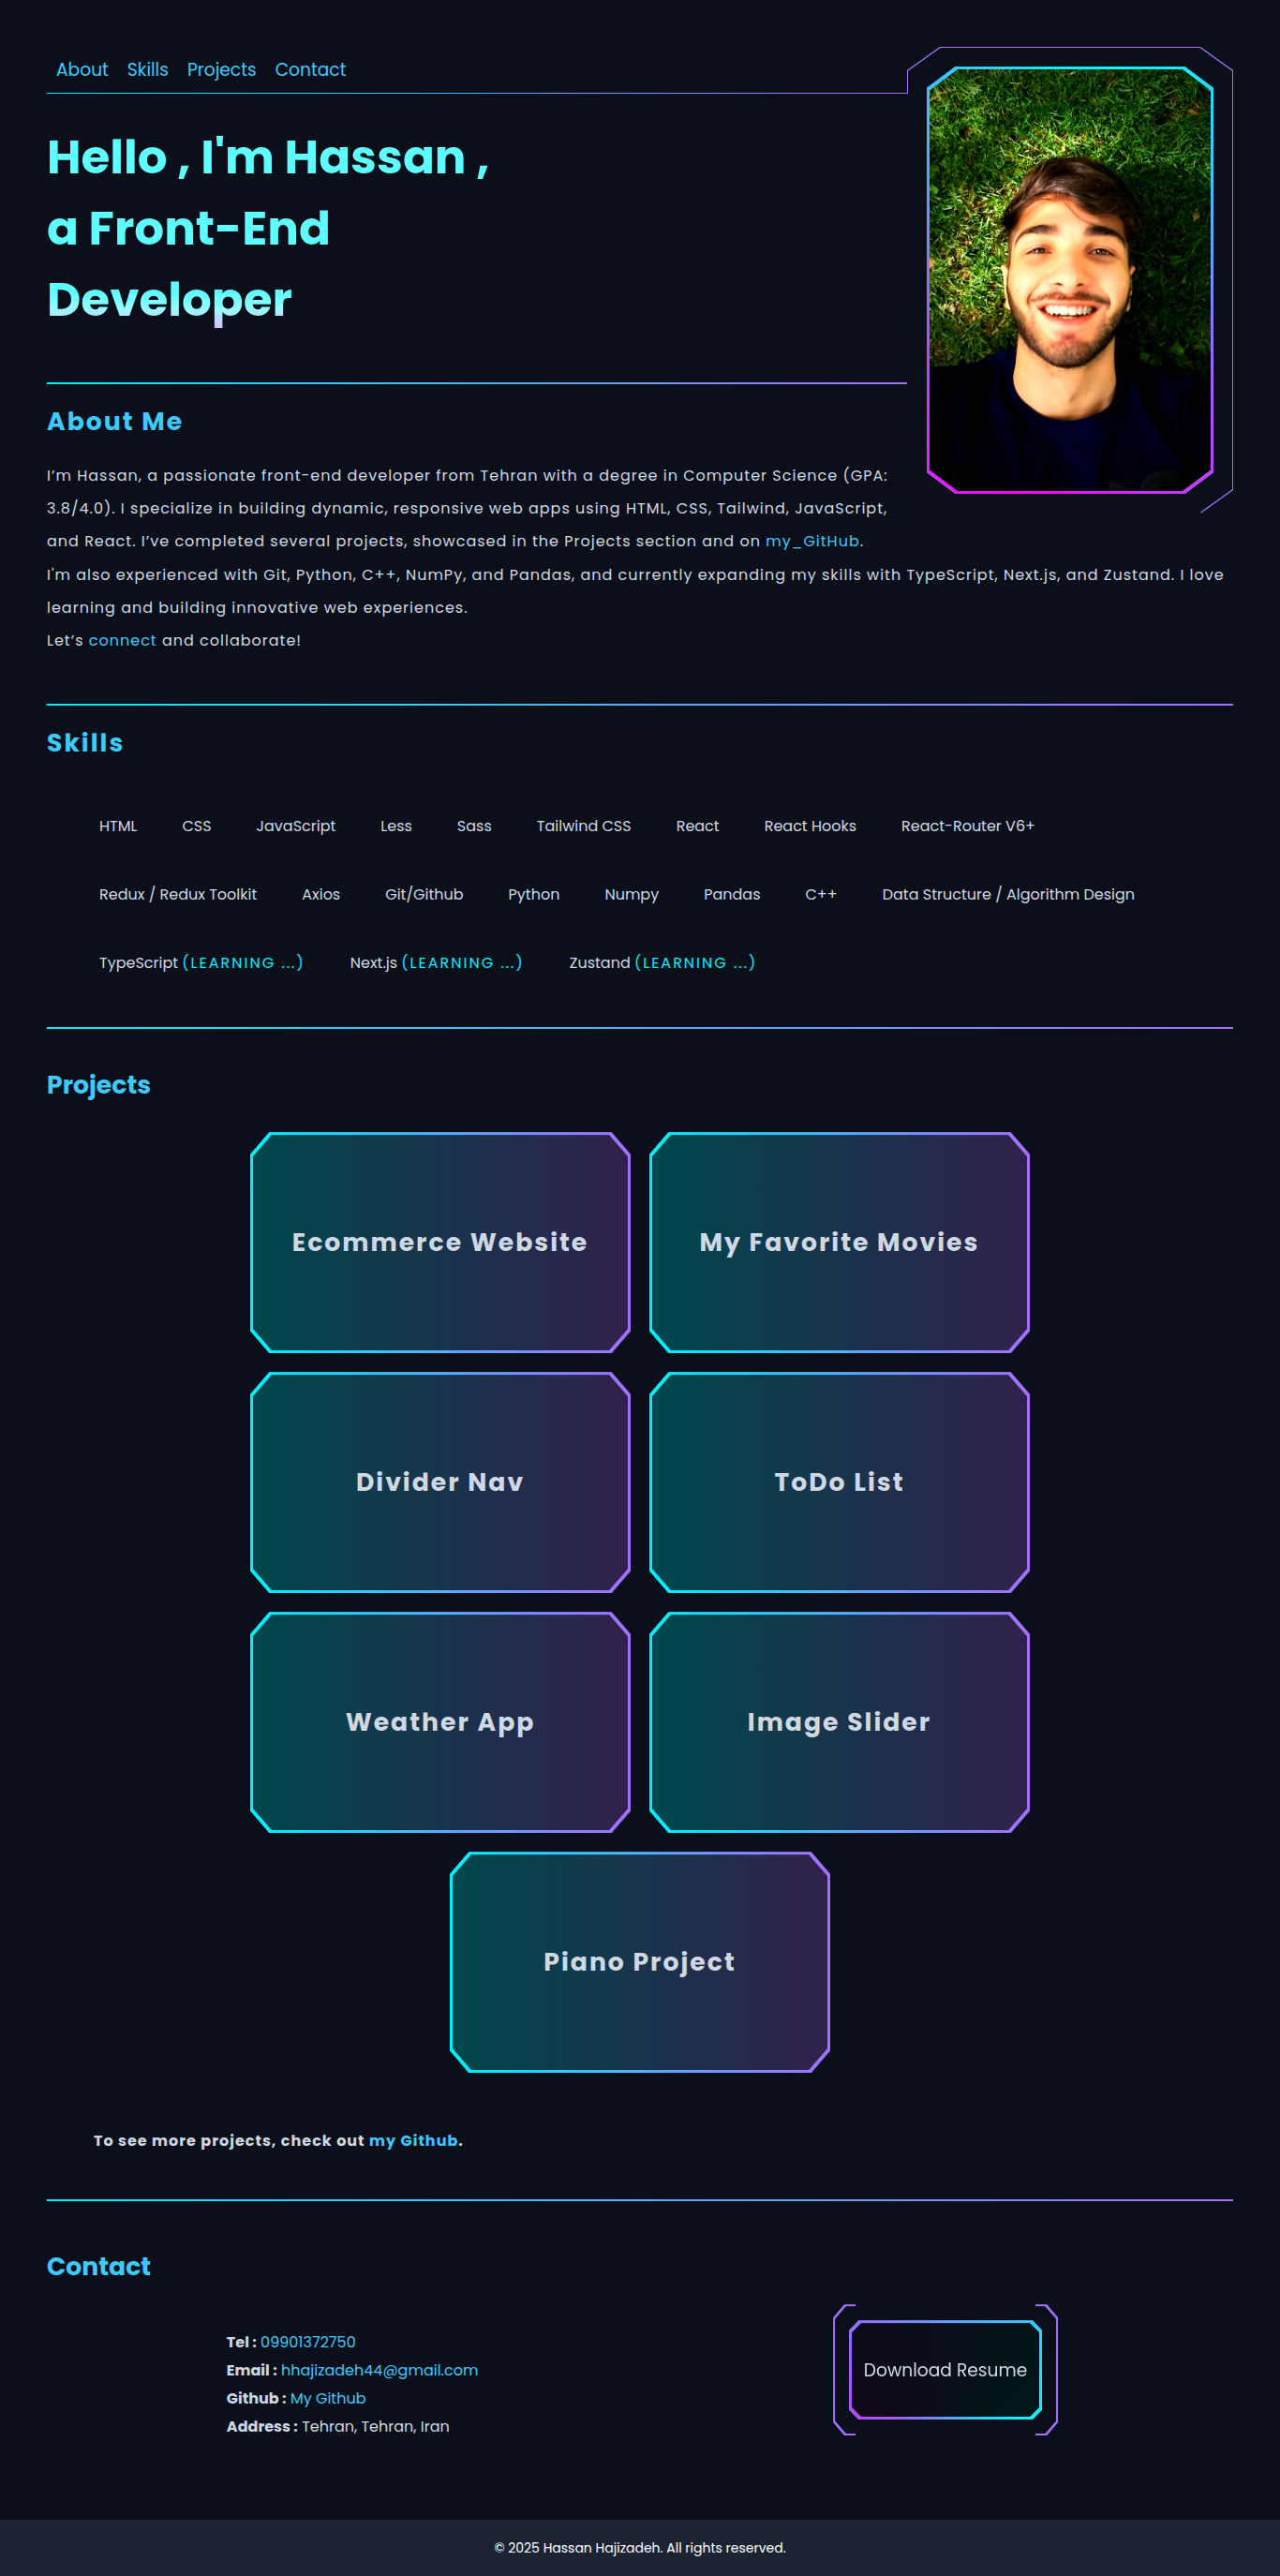 About Skills Projects Contact
Hello , I'm Hassan ,
a Front-End
Developer
About Me
I’m Hassan, a passionate front-end developer from Tehran with a degree in Computer Science (GPA:
3.8/4.0). I specialize in building dynamic, responsive web apps using HTML, CSS, Tailwind, JavaScript,
and React. I’ve completed several projects, showcased in the Projects section and on my_GitHub.
I'm also experienced with Git, Python, C++, NumPy, and Pandas, and currently expanding my skills with TypeScript, Next.js, and Zustand. I love
learning and building innovative web experiences.
Let’s connect and collaborate!
Skills
HTML CSS JavaScript Less Sass Tailwind CSS React React Hooks React-Router V6+
Redux / Redux Toolkit Axios Git/Github Python Numpy Pandas C++ Data Structure / Algorithm Design
TypeScript (LEARNING ...) Next.js (LEARNING ...) Zustand (LEARNING ...)
Projects
Ecommerce Website My Favorite Movies
Divider Nav ToDo List
Weather App Image Slider
Piano Project
To see more projects, check out my Github.
Contact
Tel : 09901372750
Email : hhajizadeh44@gmail.com
Github : My Github
Address : Tehran, Tehran, Iran
Download Resume
© 2025 Hassan Hajizadeh. All rights reserved.